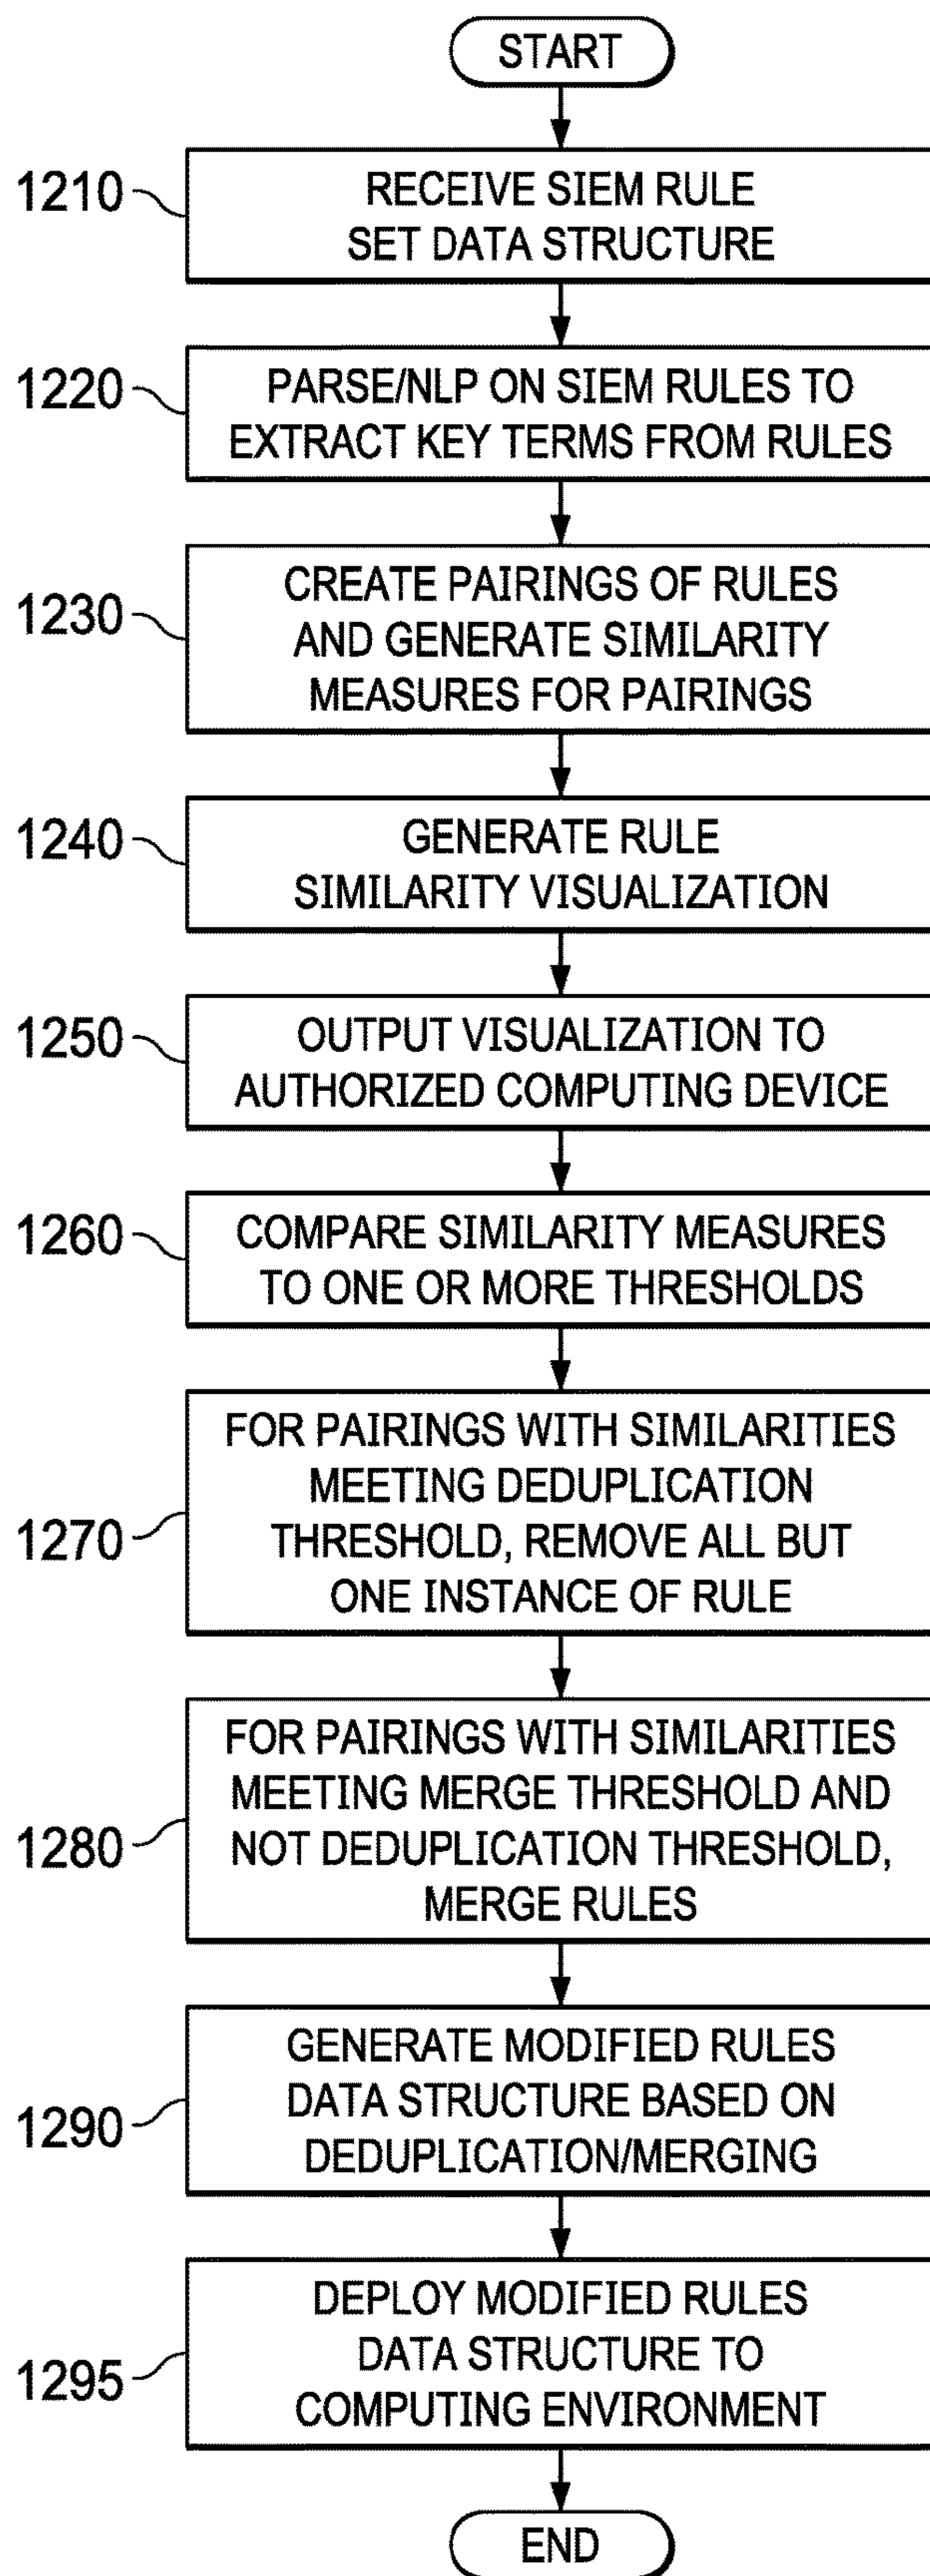 START
1210
RECEIVE SIEM RULE
SET DATA STRUCTURE
1220
PARSE/NLP ON SIEM RULES TO
EXTRACT KEY TERMS FROM RULES
1230
CREATE PAIRINGS OF RULES
AND GENERATE SIMILARITY
MEASURES FOR PAIRINGS
1240
GENERATE RULE
SIMILARITY VISUALIZATION
1250
OUTPUT VISUALIZATION TO
AUTHORIZED COMPUTING DEVICE
1260
COMPARE SIMILARITY MEASURES
TO ONE OR MORE THRESHOLDS
1270
FOR PAIRINGS WITH SIMILARITIES
MEETING DEDUPLICATION
THRESHOLD, REMOVE ALL BUT
ONE INSTANCE OF RULE
1280
FOR PAIRINGS WITH SIMILARITIES
MEETING MERGE THRESHOLD AND
NOT DEDUPLICATION THRESHOLD,
MERGE RULES
1290
GENERATE MODIFIED RULES
DATA STRUCTURE BASED ON
DEDUPLICATION/MERGING
1295
DEPLOY MODIFIED RULES
DATA STRUCTURE TO
COMPUTING ENVIRONMENT
END